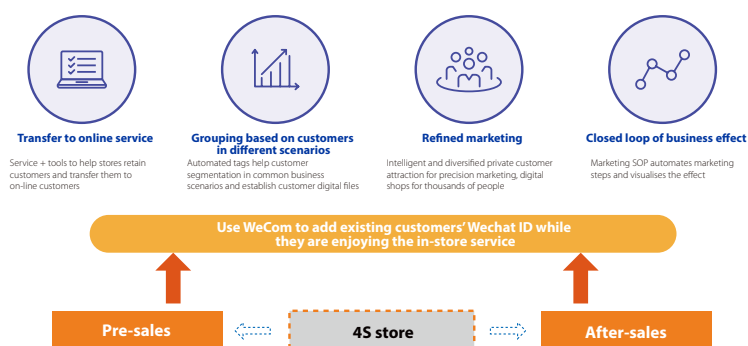 Transfer to online service
Service + tools to help stores retain
customers and transfer them to
on-line customers
Grouping based on customers
in different scenarios
Automated tags help customer
segmentation in common business
scenarios and establish customer digital files
Refined marketing
Intelligent and diversified private customer
attraction for precision marketing, digital
shops for thousands of people
Closed loop of business effect
Marketing SOP automates marketing
steps and visualises the effect
Use WeCom to add existing customers' Wechat ID while
they are enjoying the in-store service
Pre-sales
4S store
After-sales